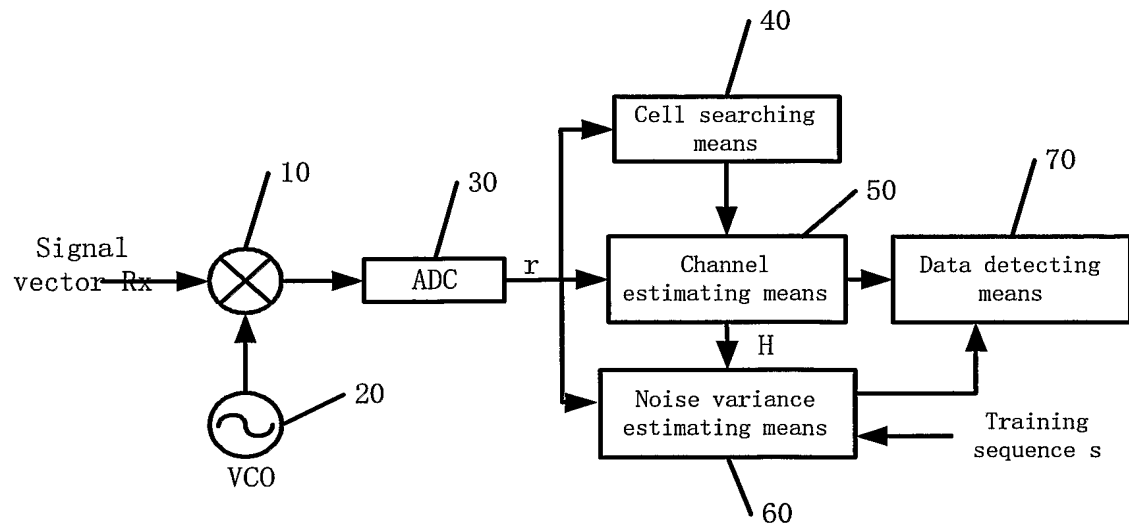 40
Cell searching
means
10
30
50
70
Signal
vector Rx
ADC
r
Channel
estimating means
Data detecting
means
H
20
VCO
Noise variance
estimating means
Training
sequence s
60